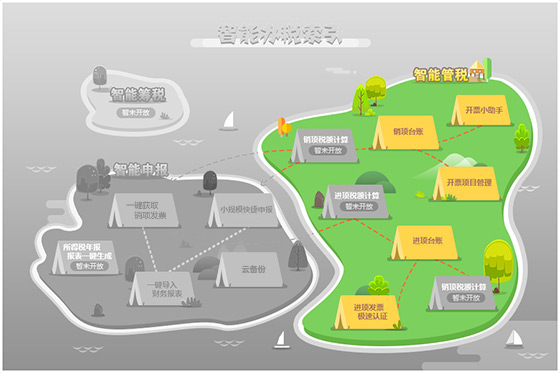 智能办税索引
智能管税
智能筹税
暂未开放
开票小助手
销项台账
销项税额计算
暂未开放
智能申报
开票项目管理
进项税额计算
暂未开放
一键获取
销项发票
小规模快捷申报
进项台账
所得税年报
报表一键生成
暂未开放
云备份
一键导入
财务报表
销项税额计算
暂未开放
进项发票
极速认证